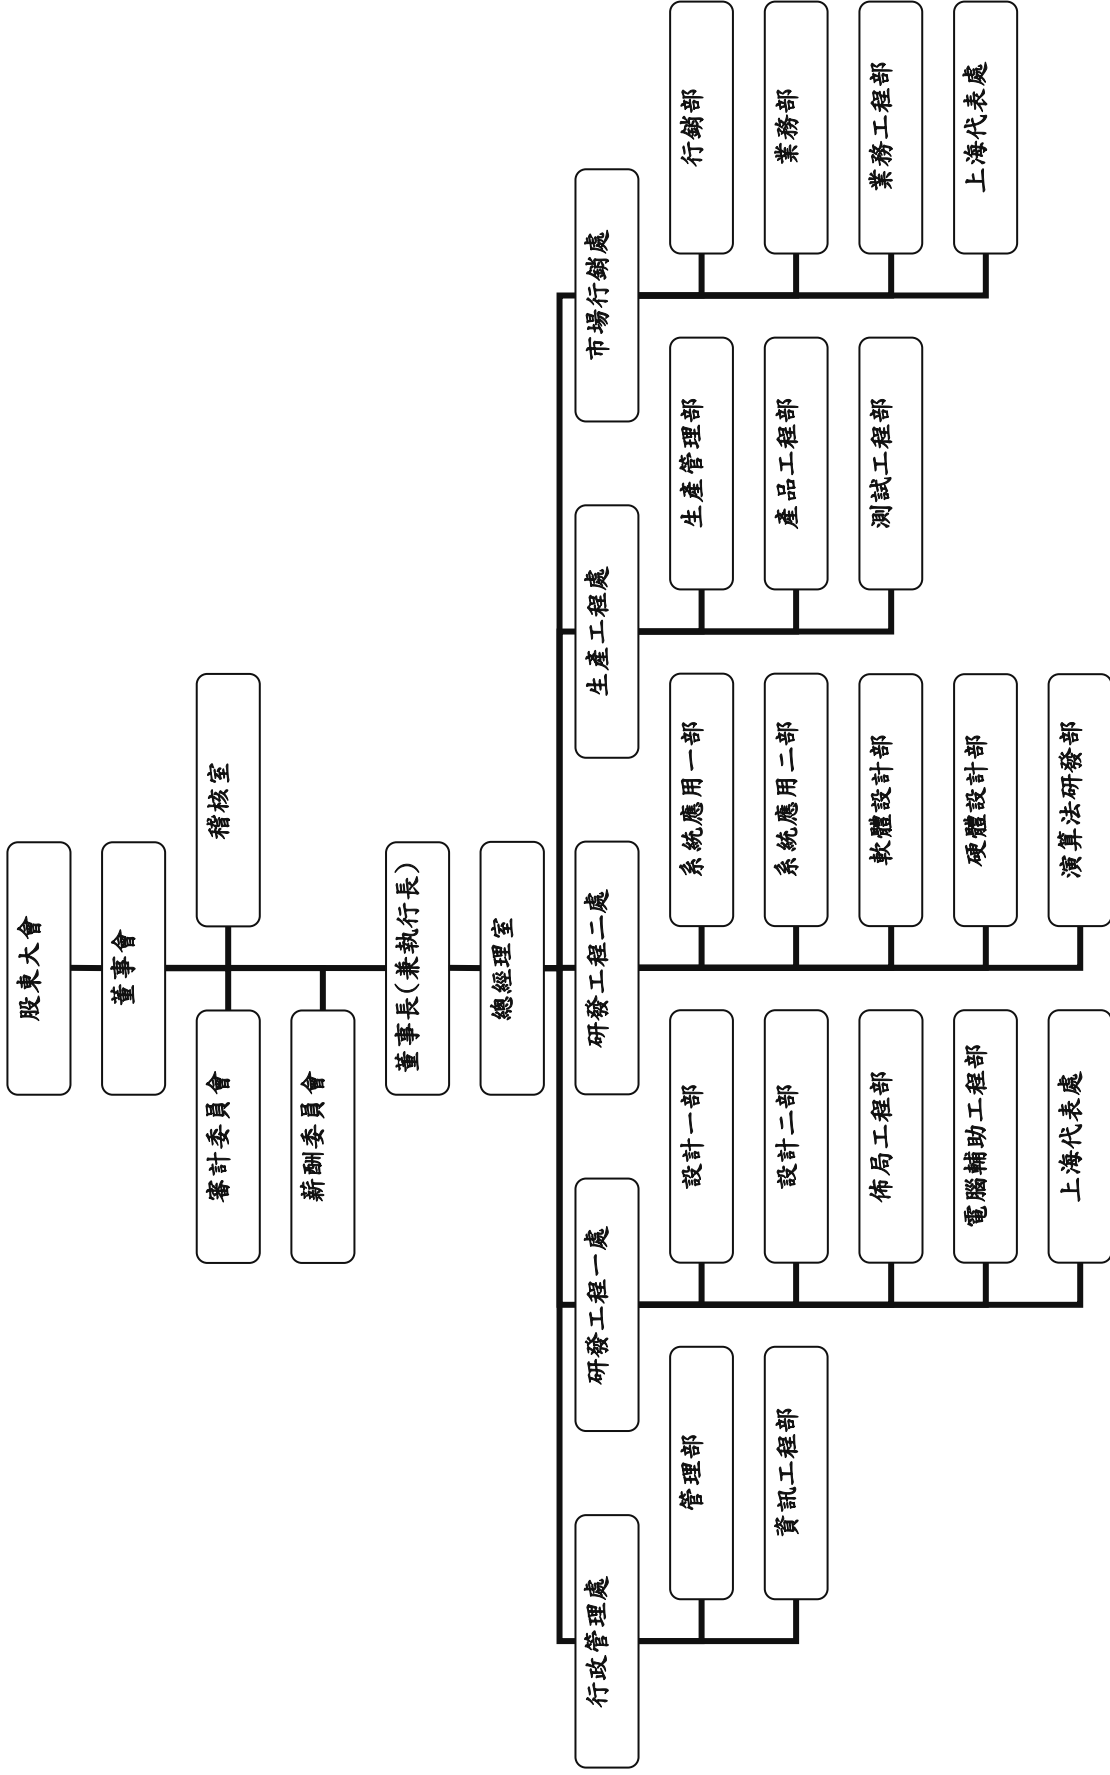 股東大會
董事會
審計委員會
稽核室
薪酬委員會
董事長(兼執行長)
總經理室
行政管理處
管理部
資訊工程部
研發工程一處
設計一部
設計二部
佈局工程部
電腦輔助工程部
上海代表處
研發工程二處
系統應用一部
系統應用二部
軟體設計部
硬體設計部
演算法研發部
生產工程處
生產管理部
產品工程部
測試工程部
市場行銷處
行銷部
業務部
業務工程部
上海代表處